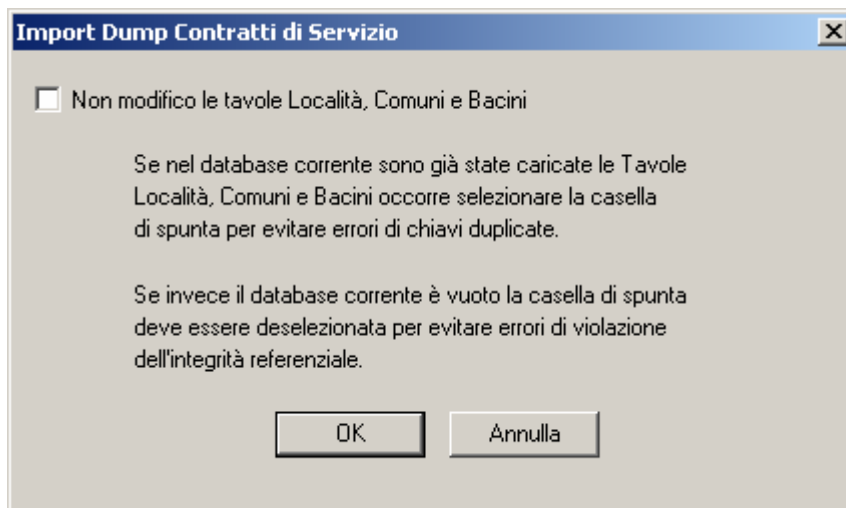 Import Dump Contratti di Servizio
Non modifico le tavole Località, Comuni e Bacini
Se nel database corrente sono già state caricate le Tavole
Località, Comuni e Bacini occorre selezionare la casella
di spunta per evitare errori di chiavi duplicate.
Se invece il database corrente è vuoto la casella di spunta
deve essere deselezionata per evitare errori di violazione
dell'integrità referenziale.
OK
Annulla